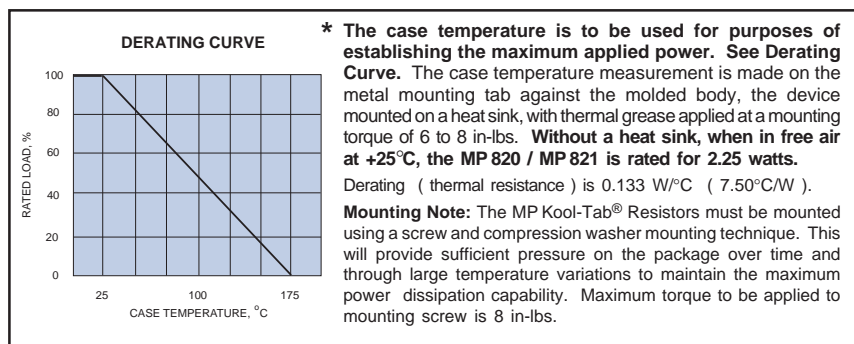 DERATING CURVE
100
80
60
40
20
0
RATED LOAD, %
25
100
175
CASE TEMPERATURE, °C
* The case temperature is to be used for purposes of
establishing the maximum applied power. See Derating
Curve. The case temperature measurement is made on the
metal mounting tab against the molded body, the device
mounted on a heat sink, with thermal grease applied at a mounting
torque of 6 to 8 in-lbs. Without a heat sink, when in free air
at +25°C, the MP 820 / MP 821 is rated for 2.25 watts.
Derating ( thermal resistance ) is 0.133 W/°C ( 7.50°C/W ).
Mounting Note: The MP Kool-Tab® Resistors must be mounted
using a screw and compression washer mounting technique. This
will provide sufficient pressure on the package over time and
through large temperature variations to maintain the maximum
power dissipation capability. Maximum torque to be applied to
mounting screw is 8 in-lbs.